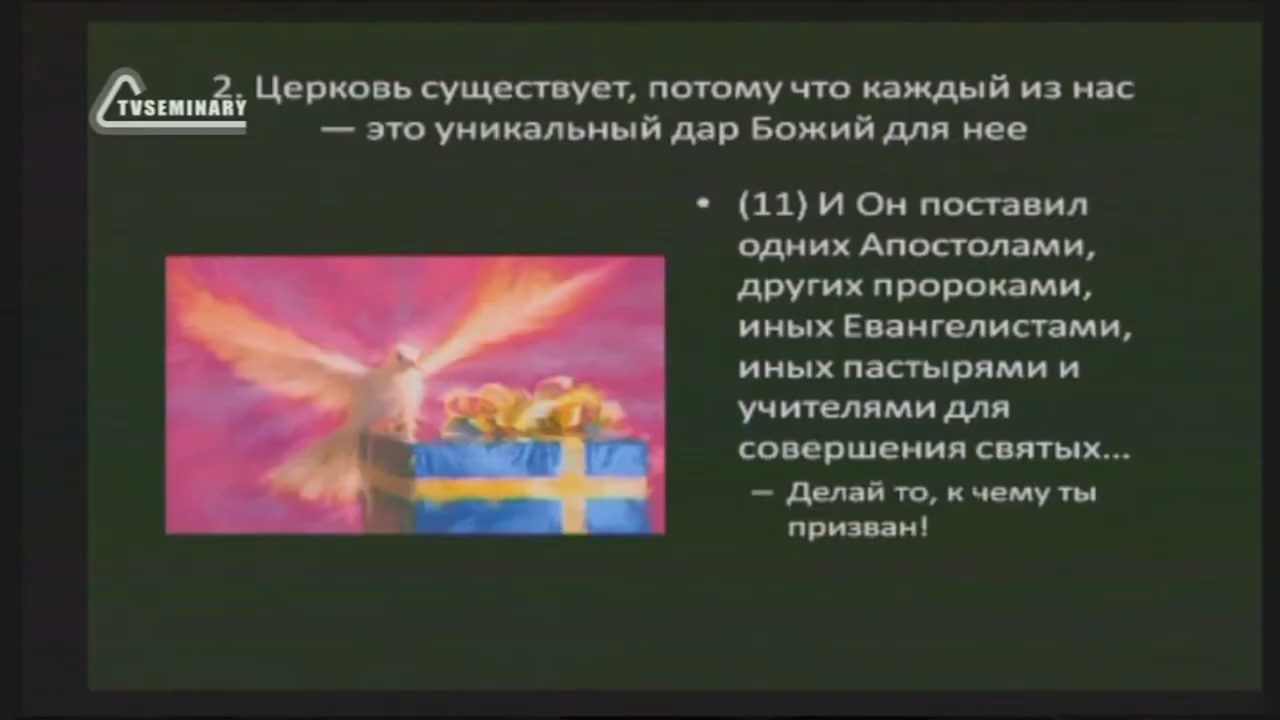 2. Церковь существует, потому что каждый из нас
— это уникальный дар Божий для нее
TVSEMINARY
• (11) И Он поставил
одних Апостолами,
других пророками,
иных Евангелистами,
иных пастырями и
учителями для
совершения святых...
– Делай то, к чему ты
призван!